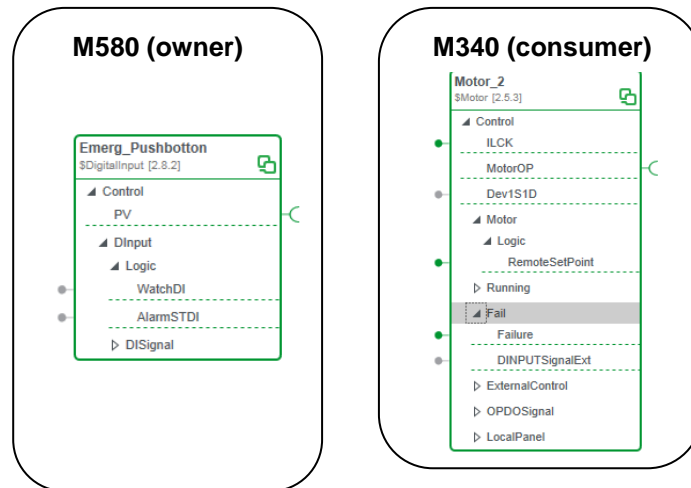 M580 (owner)
Emerg_Pushbotton
$DigitalInput [2.8.2]
Control
PV
DInput
Logic
WatchDI
AlarmSTDI
DISignal
M340 (consumer)
Motor_2
$Motor [2.5.3]
Control
ILCK
MotorOP
Dev1S1D
Motor
Logic
RemoteSetPoint
Running
Fail
Failure
DINPUTSignalExt
ExternalControl
OPDOSignal
LocalPanel